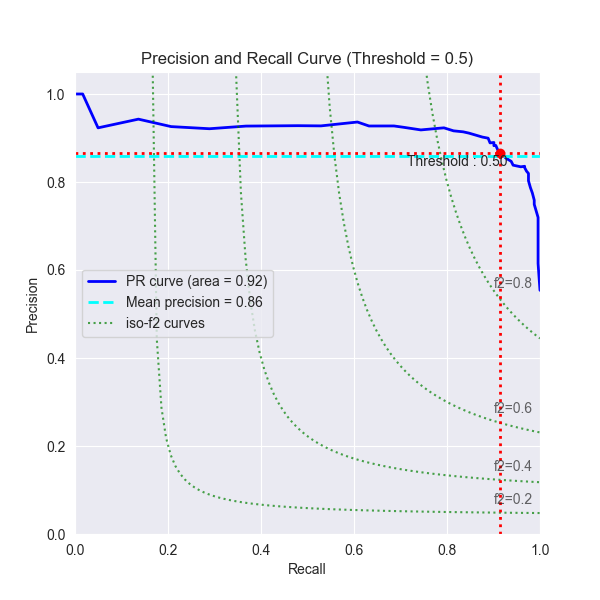 Precision and Recall Curve (Threshold = 0.5)
1.0
0.8
0.6
0.4
0.2
0.0
Precision
Threshold : 0.50
f2=0.8
f2=0.6
f2=0.4
f2=0.2
PR curve (area = 0.92)
Mean precision = 0.86
iso-f2 curves
0.0
0.2
0.4
0.6
0.8
1.0
Recall